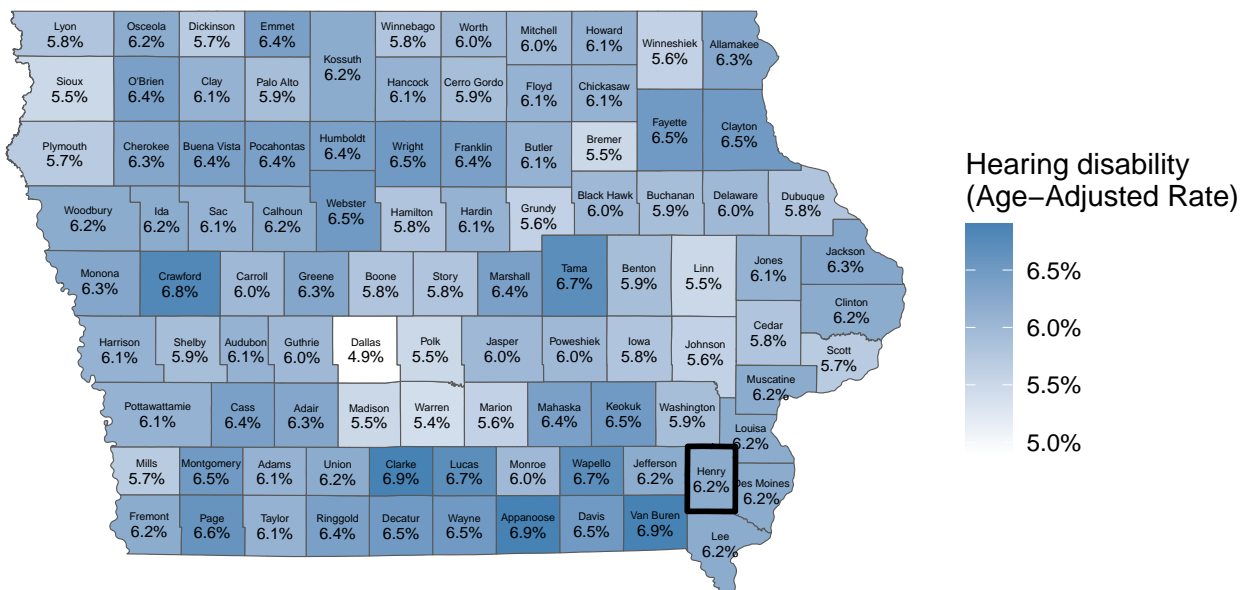 Lyon
5.8%
Osceola
6.2%
Dickinson
5.7%
Emmet
6.4%
Kossuth
6.2%
Winnebago
5.8%
Worth
6.0%
Mitchell
6.0%
Howard
6.1%
Winneshiek
5.6%
Allamakee
6.3%
Sioux
5.5%
O'Brien
6.4%
Clay
6.1%
Palo Alto
5.9%
Hancock
6.1%
Cerro Gordo
5.9%
Floyd
6.1%
Chickasaw
6.1%
Fayette
6.5%
Clayton
6.5%
Plymouth
5.7%
Cherokee
6.3%
Buena Vista
6.4%
Pocahontas
6.4%
Humboldt
6.4%
Wright
6.5%
Franklin
6.4%
Butler
6.1%
Bremer
5.5%
Woodbury
6.2%
Ida
6.2%
Sac
6.1%
Calhoun
6.2%
Webster
6.5%
Hamilton
5.8%
Hardin
6.1%
Grundy
5.6%
Black Hawk
6.0%
Buchanan
5.9%
Delaware
6.0%
Dubuque
5.8%
Monona
6.3%
Crawford
6.8%
Carroll
6.0%
Greene
6.3%
Boone
5.8%
Story
5.8%
Marshall
6.4%
Tama
6.7%
Benton
5.9%
Linn
5.5%
Jones
6.1%
Jackson
6.3%
Clinton
6.2%
Harrison
6.1%
Shelby
5.9%
Audubon
6.1%
Guthrie
6.0%
Dallas
4.9%
Polk
5.5%
Jasper
6.0%
Poweshiek
6.0%
Iowa
5.8%
Johnson
5.6%
Cedar
5.8%
Scott
5.7%
Muscatine
6.2%
Pottawattamie
6.1%
Cass
6.4%
Adair
6.3%
Madison
5.5%
Warren
5.4%
Marion
5.6%
Mahaska
6.4%
Keokuk
6.5%
Washington
5.9%
Louisa
6.2%
Mills
5.7%
Montgomery
6.5%
Adams
6.1%
Union
6.2%
Clarke
6.9%
Lucas
6.7%
Monroe
6.0%
Wapello
6.7%
Jefferson
6.2%
Henry
6.2%
Des Moines
6.2%
Fremont
6.2%
Page
6.6%
Taylor
6.1%
Ringgold
6.4%
Decatur
6.5%
Wayne
6.5%
Appanoose
6.9%
Davis
6.5%
Van Buren
6.9%
Lee
6.2%
Hearing disability
(Age−Adjusted Rate)
6.5%
6.0%
5.5%
5.0%